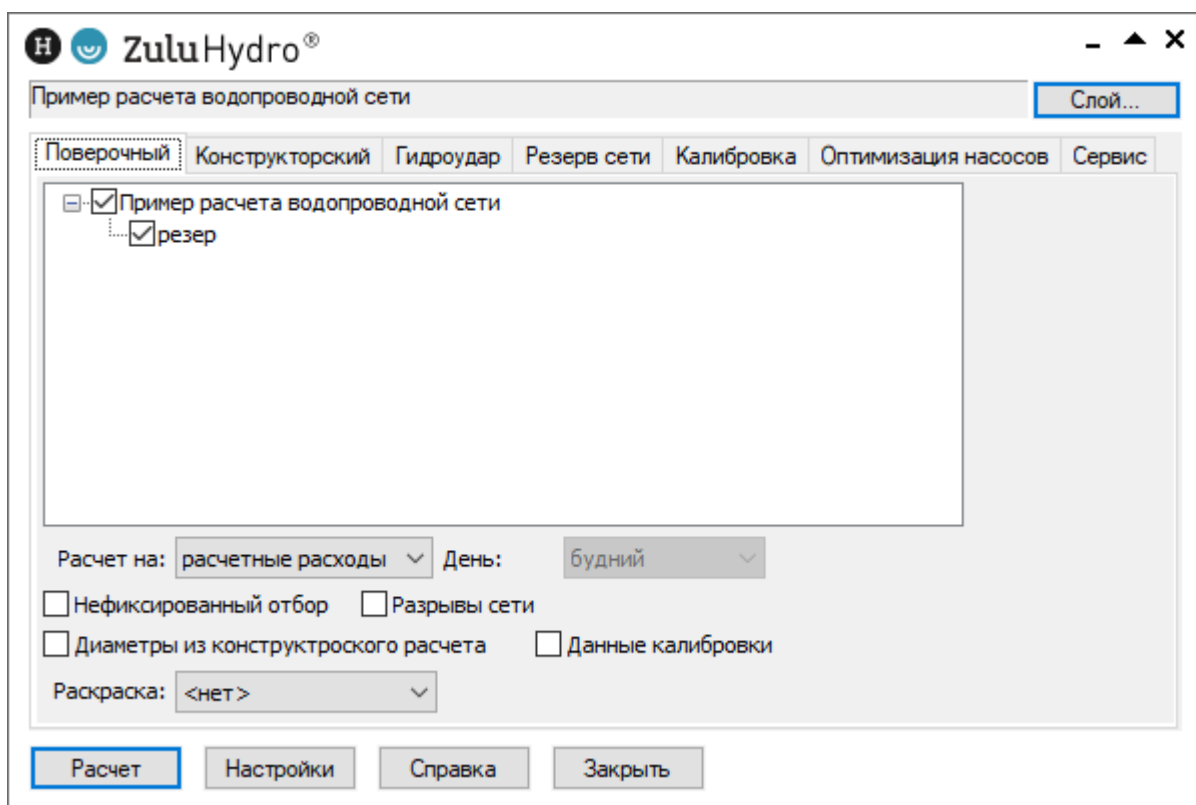 H ZuluHydro®
Пример расчета водопроводной сети Слой...
Поверочный Конструкторский Гидроудар Резерв сети Калибровка Оптимизация насосов Сервис
Пример расчета водопроводной сети
резер
Расчет на: расчетные расходы День: будний
Нефиксированный отбор Разрывы сети
Диаметры из конструктроского расчета Данные калибровки
Раскраска: <нет>
Расчет Настройки Справка Закрыть